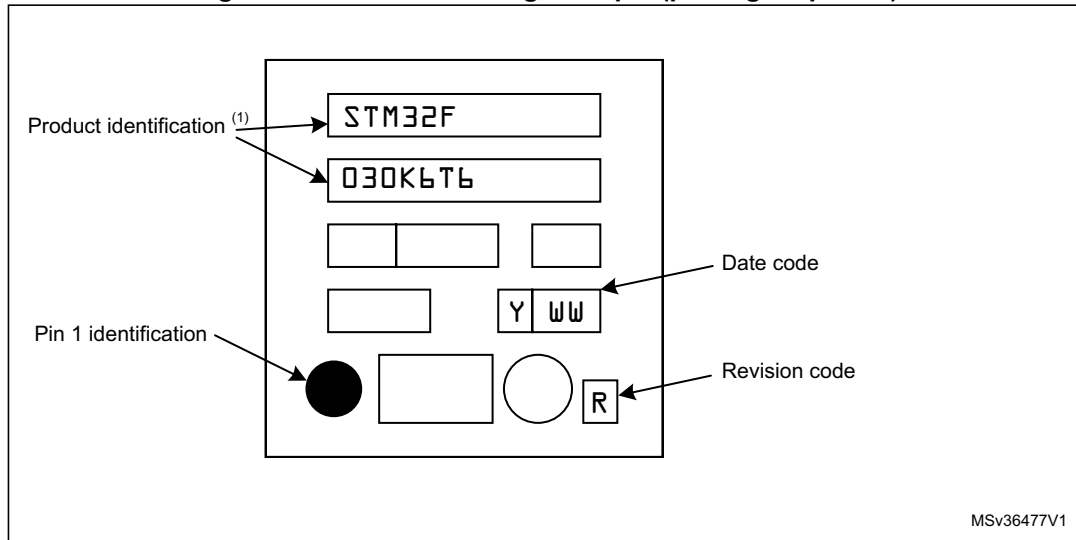 Product identification (1)
STM32F
030K6T6
Date code
Y WW
Pin 1 identification
Revision code
R
MSv36477V1